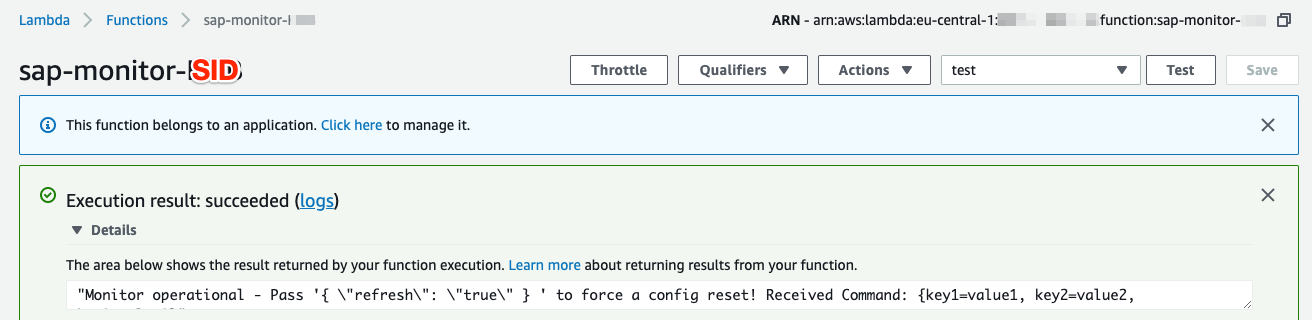 Lambda > Functions > sap-monitor-
ARN - arn:aws:lambda:eu-central-1: function:sap-monitor-
sap-monitor-SID
Throttle Qualifiers Actions test Test Save
This function belongs to an application. Click here to manage it.
Execution result: succeeded (logs)
Details
The area below shows the result returned by your function execution. Learn more about returning results from your function.
"Monitor operational - Pass '{ \"refresh\": \"true\" } ' to force a config reset! Received Command: {key1=value1, key2=value2,